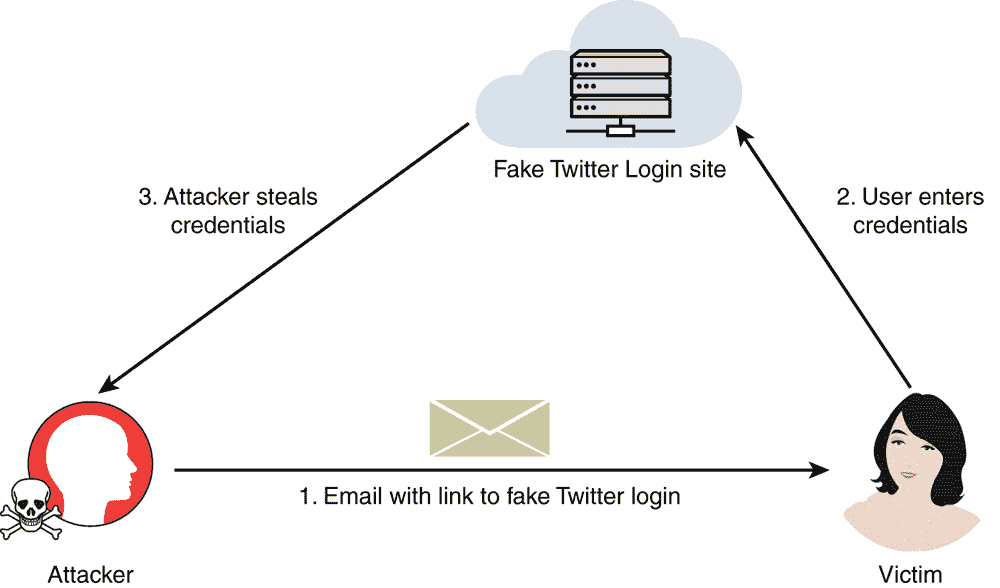 Fake Twitter Login site
3. Attacker steals
credentials
2. User enters
credentials
1. Email with link to fake Twitter login
Attacker
Victim